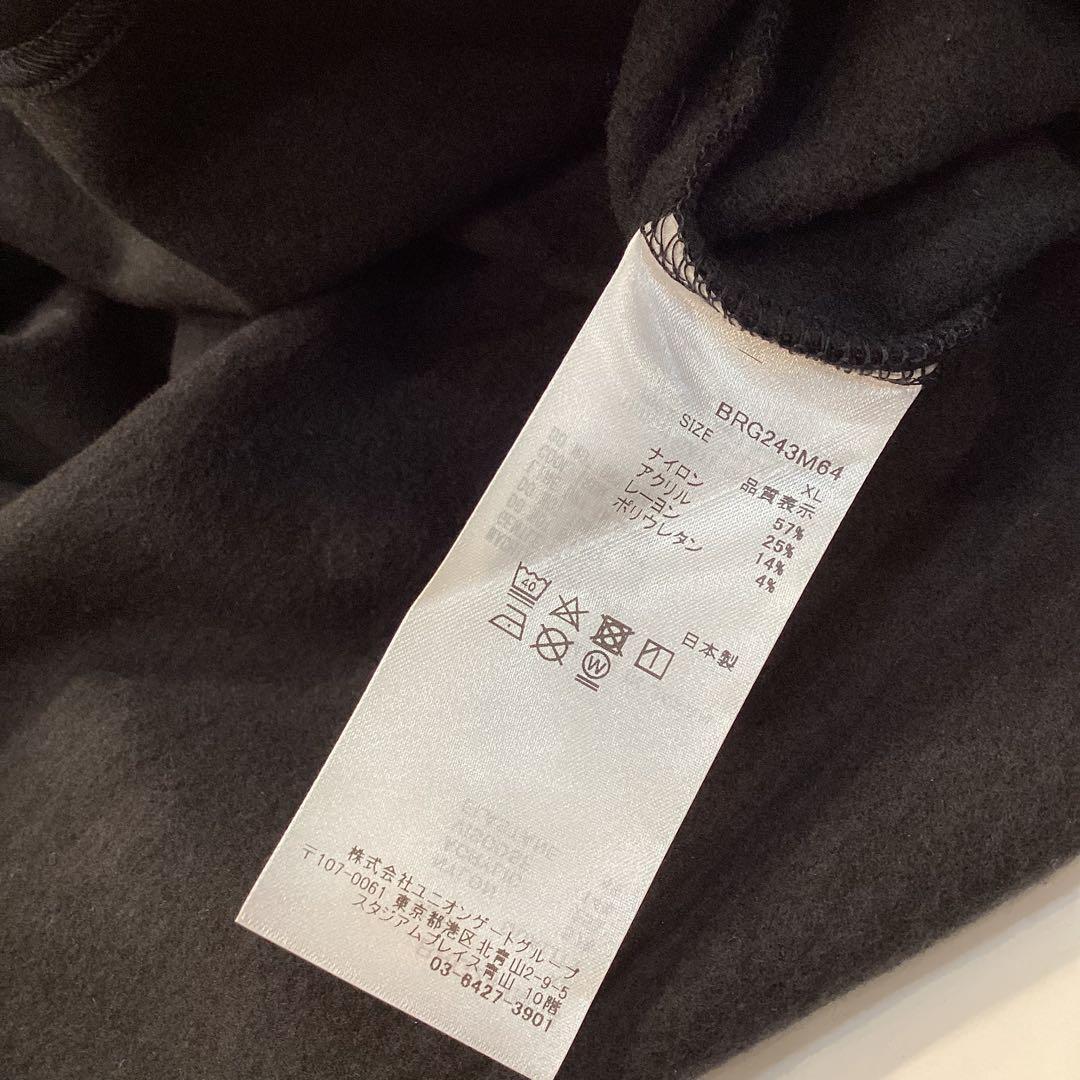 BRG243M64
SIZE XL
品質表示
ナイロン 57%
アクリル 25%
レーヨン 14%
ポリウレタン 4%
日本製
40
W
株式会社ユニオンゲートグループ
〒107-0061 東京都港区北青山2-9-5
スタジアムプレイス青山 10階
03-6427-3901